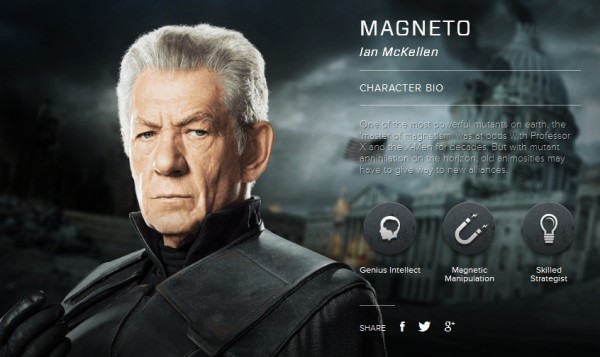 MAGNETO
Ian McKellen
CHARACTER BIO
One of the most powerful mutants on earth, the
"master of magnetism" was at odds with Professor
X and the X-Men for decades. But with mutant
annihilation on the horizon, old animosities may
have to give way to new alliances.
Genius Intellect
Magnetic
Manipulation
Skilled
Strategist
SHARE f g+